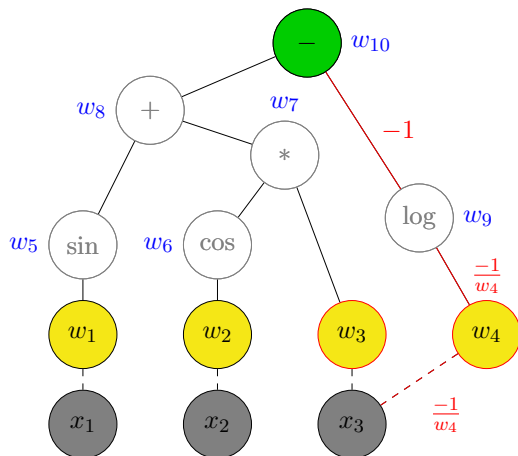 − w₁₀
w₇
w₈ +
−1
*
w₅ sin w₆ cos log w₉
−1/w₄
w₁ w₂ w₃ w₄
−1/w₄
x₁ x₂ x₃